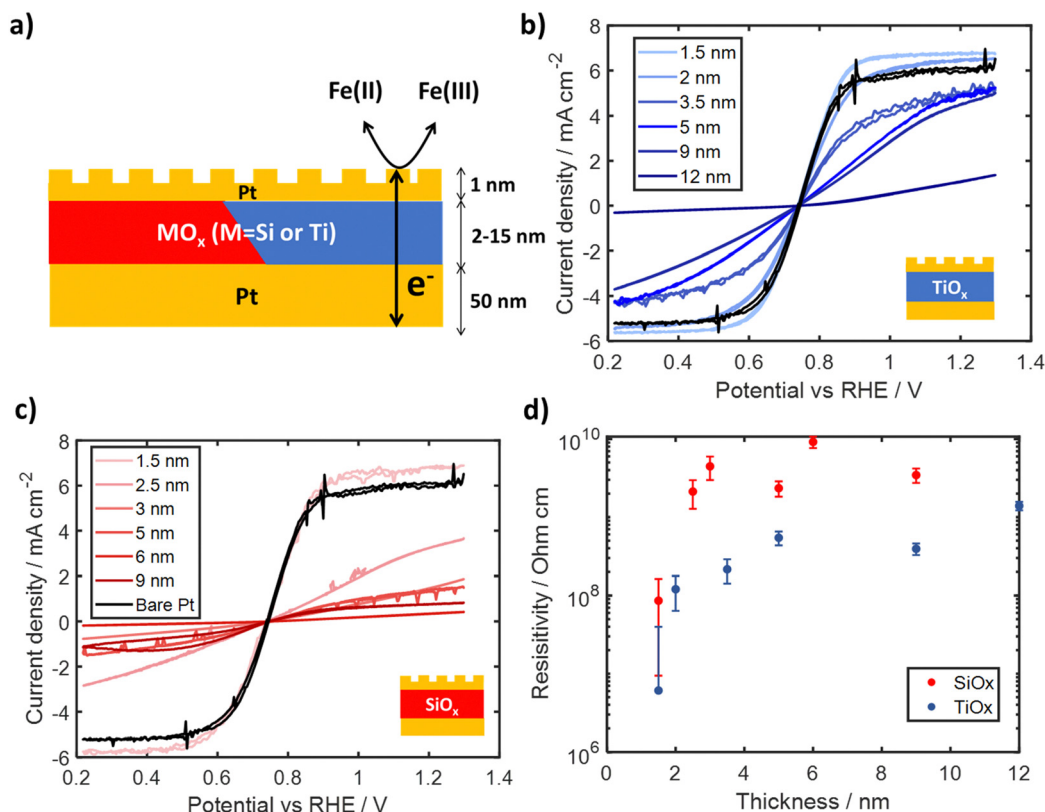 a)
Fe(II) Fe(III)
Pt
1 nm
MOₓ (M=Si or Ti)
2-15 nm
Pt
e⁻
50 nm
b)
8
6
4
2
0
-2
-4
-6
Current density / mA cm⁻²
1.5 nm
2 nm
3.5 nm
5 nm
9 nm
12 nm
TiOₓ
0.2 0.4 0.6 0.8 1 1.2 1.4
Potential vs RHE / V
c)
8
6
4
2
0
-2
-4
-6
Current density / mA cm⁻²
1.5 nm
2.5 nm
3 nm
5 nm
6 nm
9 nm
Bare Pt
SiOₓ
0.2 0.4 0.6 0.8 1 1.2 1.4
Potential vs RHE / V
d)
10¹⁰
10⁸
10⁶
Resisitivity / Ohm cm
SiOx
TiOx
0 2 4 6 8 10 12
Thickness / nm